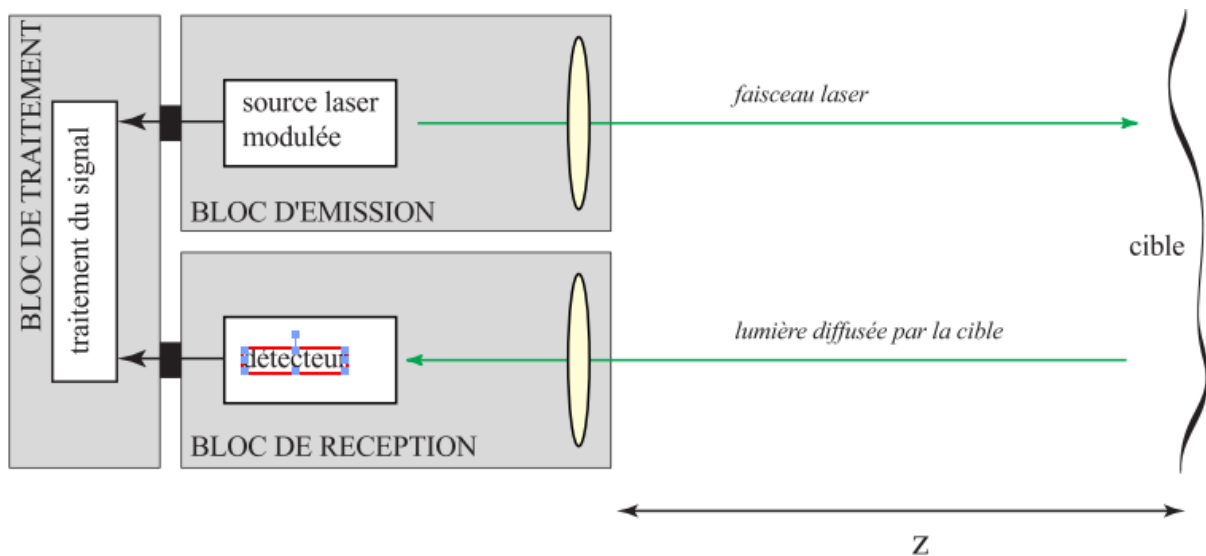 BLOC DE TRAITEMENT
traitement du signal
source laser
modulée
BLOC D'EMISSION
faisceau laser
cible
détecteur
lumière diffusée par la cible
BLOC DE RECEPTION
z